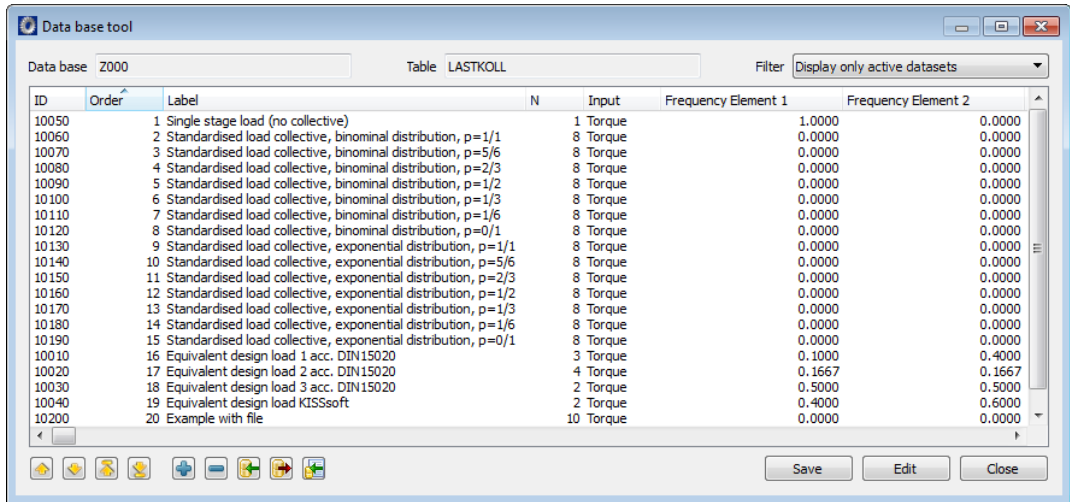 Data base tool
Data base Z000 Table LASTKOLL Filter Display only active datasets
ID Order Label N Input Frequency Element 1 Frequency Element 2
10050 1 Single stage load (no collective) 1 Torque 1.0000 0.0000
10060 2 Standardised load collective, binominal distribution, p=1/1 8 Torque 0.0000 0.0000
10070 3 Standardised load collective, binominal distribution, p=5/6 8 Torque 0.0000 0.0000
10080 4 Standardised load collective, binominal distribution, p=2/3 8 Torque 0.0000 0.0000
10090 5 Standardised load collective, binominal distribution, p=1/2 8 Torque 0.0000 0.0000
10100 6 Standardised load collective, binominal distribution, p=1/3 8 Torque 0.0000 0.0000
10110 7 Standardised load collective, binominal distribution, p=1/6 8 Torque 0.0000 0.0000
10120 8 Standardised load collective, binominal distribution, p=0/1 8 Torque 0.0000 0.0000
10130 9 Standardised load collective, exponential distribution, p=1/1 8 Torque 0.0000 0.0000
10140 10 Standardised load collective, exponential distribution, p=5/6 8 Torque 0.0000 0.0000
10150 11 Standardised load collective, exponential distribution, p=2/3 8 Torque 0.0000 0.0000
10160 12 Standardised load collective, exponential distribution, p=1/2 8 Torque 0.0000 0.0000
10170 13 Standardised load collective, exponential distribution, p=1/3 8 Torque 0.0000 0.0000
10180 14 Standardised load collective, exponential distribution, p=1/6 8 Torque 0.0000 0.0000
10190 15 Standardised load collective, exponential distribution, p=0/1 8 Torque 0.0000 0.0000
10010 16 Equivalent design load 1 acc. DIN15020 3 Torque 0.1000 0.4000
10020 17 Equivalent design load 2 acc. DIN15020 4 Torque 0.1667 0.1667
10030 18 Equivalent design load 3 acc. DIN15020 2 Torque 0.5000 0.5000
10040 19 Equivalent design load KISSsoft 2 Torque 0.4000 0.6000
10200 20 Example with file 10 Torque 0.0000 0.0000
Save Edit Close